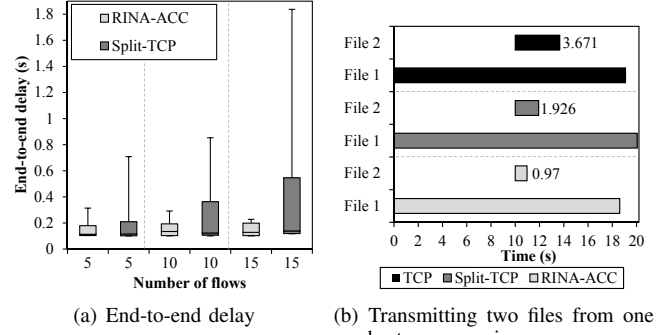 1.8
1.6
1.4
1.2
1
0.8
0.6
0.4
0.2
0
End-to-end delay (s)
RINA-ACC
Split-TCP
5 5 10 10 15 15
Number of flows
(a) End-to-end delay
File 2 3.671
File 1
File 2 1.926
File 1
File 2 0.97
File 1
0 2 4 6 8 10 12 14 16 18 20
Time (s)
TCP Split-TCP RINA-ACC
(b) Transmitting two files from one